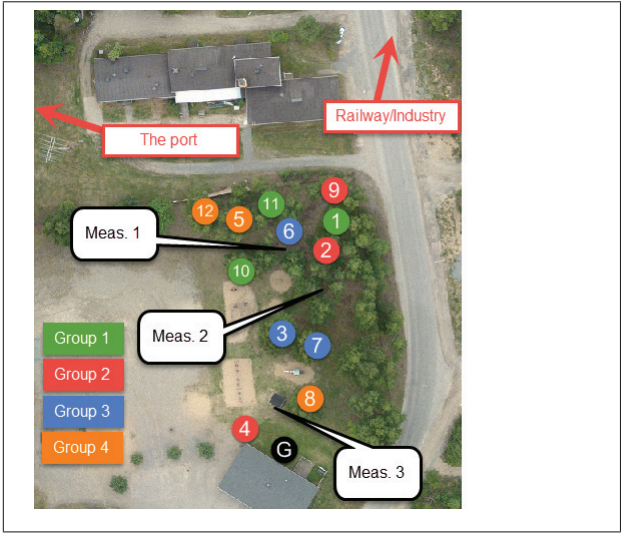 Railway/Industry
The port
9
11
12
5
1
6
Meas. 1
2
10
Meas. 2
3
7
Group 1
Group 2
Group 3
Group 4
8
4
G
Meas. 3